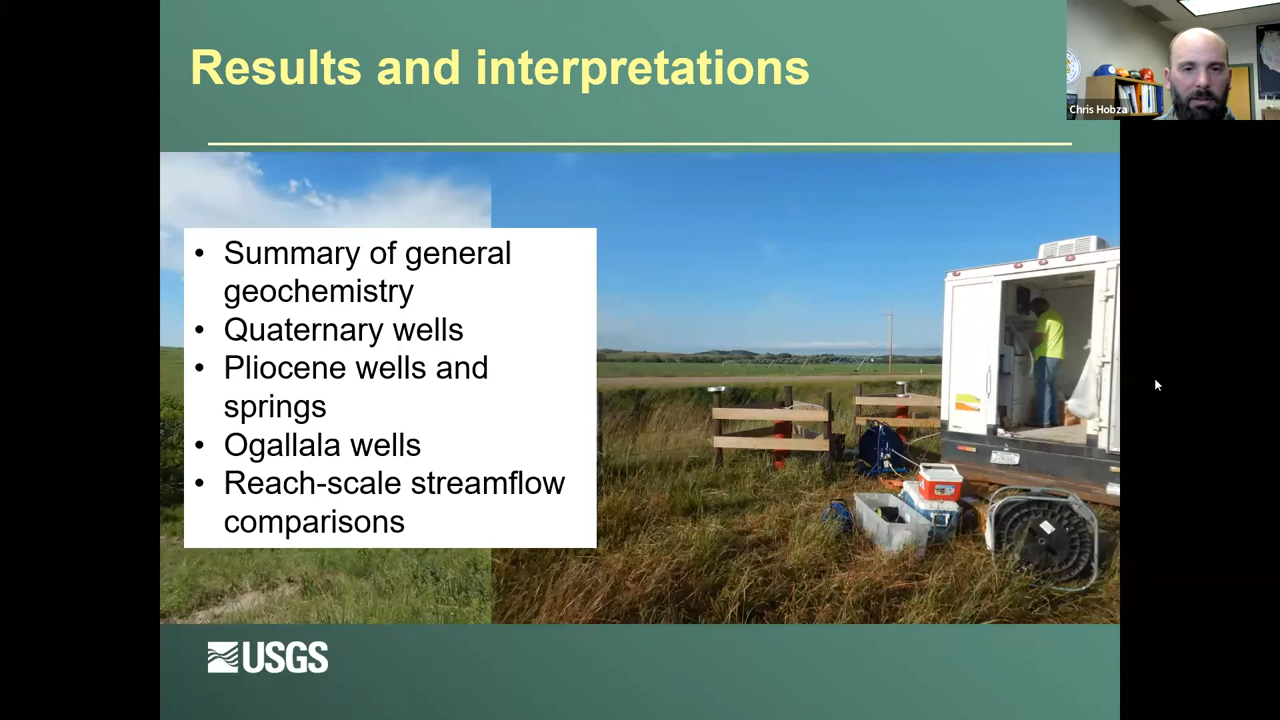 Results and interpretations
Chris Hobza
• Summary of general
geochemistry
• Quaternary wells
• Pliocene wells and
springs
• Ogallala wells
• Reach-scale streamflow
comparisons
USGS